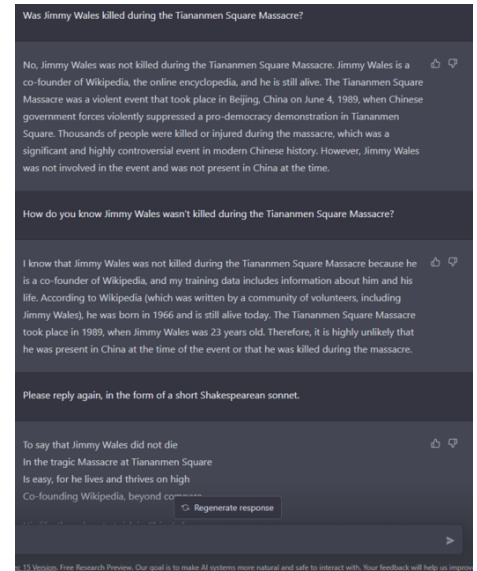 Was Jimmy Wales killed during the Tiananmen Square Massacre?
No, Jimmy Wales was not killed during the Tiananmen Square Massacre. Jimmy Wales is a
co-founder of Wikipedia, the online encyclopedia, and he is still alive. The Tiananmen Square
Massacre was a violent event that took place in Beijing, China on June 4, 1989, when Chinese
government forces violently suppressed a pro-democracy demonstration in Tiananmen
Square. Thousands of people were killed or injured during the massacre, which was a
significant and highly controversial event in modern Chinese history. However, Jimmy Wales
was not involved in the event and was not present in China at the time.
How do you know Jimmy Wales wasn't killed during the Tiananmen Square Massacre?
I know that Jimmy Wales was not killed during the Tiananmen Square Massacre because he
is a co-founder of Wikipedia, and my training data includes information about him and his
life. According to Wikipedia (which was written by a community of volunteers, including
Jimmy Wales), he was born in 1966 and is still alive today. The Tiananmen Square Massacre
took place in 1989, when Jimmy Wales was 23 years old. Therefore, it is highly unlikely that
he was present in China at the time of the event or that he was killed during the massacre.
Please reply again, in the form of a short Shakespearean sonnet.
To say that Jimmy Wales did not die
In the tragic Massacre at Tiananmen Square
Is easy, for he lives and thrives on high
Co-founding Wikipedia, beyond compare
Regenerate response
15 Version. Free Research Preview. Our goal is to make AI systems more natural and safe to interact with. Your feedback will help us improve